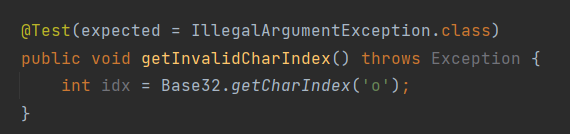 @Test(expected = IllegalArgumentException.class)
public void getInvalidCharIndex() throws Exception {
    int idx = Base32.getCharIndex('o');
}